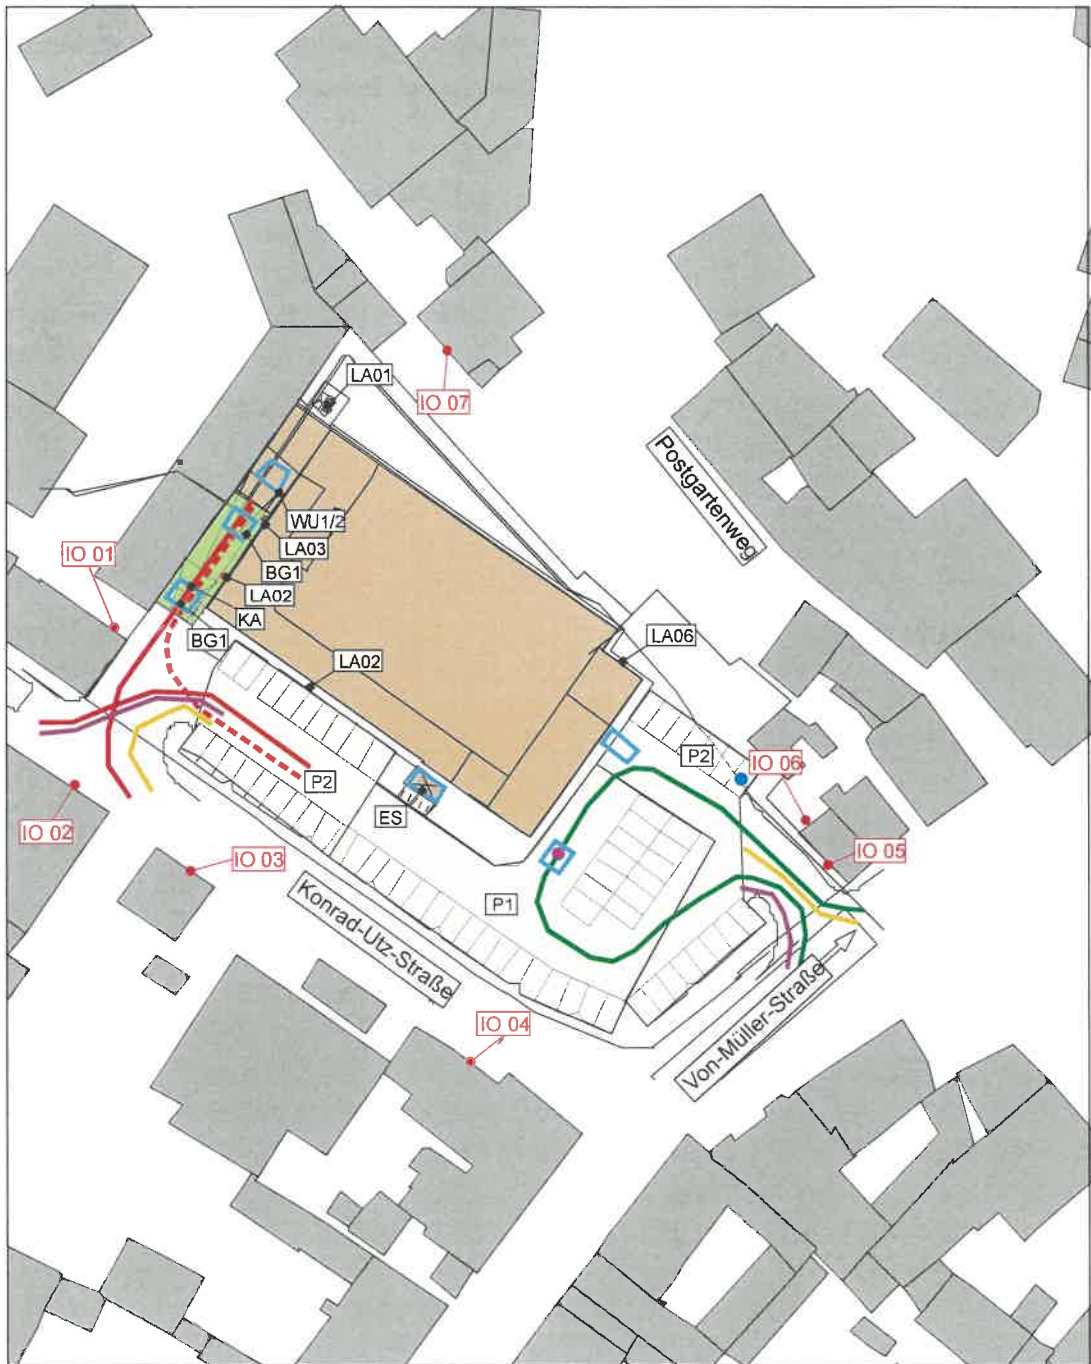 LA01
IO 07
Postgartenweg
WU1/2
LA03
IO 01
BG1
LA02
KA
BG1
LA06
LA02
P2
IO 06
P2
IO 02
ES
IO 03
IO 05
P1
Konrad-Utz-Straße
Von-Müller-Straße
IO 04